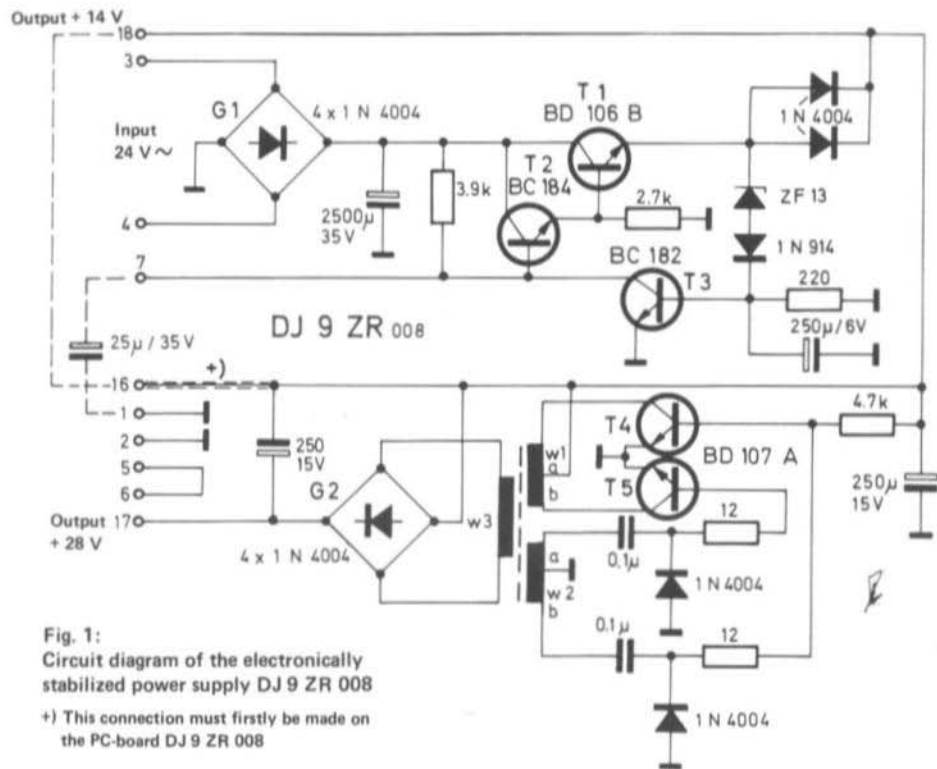 Output + 14 V
18
3
G1
4 x 1 N 4004
Input
24 V ~
4
2500µ
35 V
3.9k
T 1
BD 106 B
T 2
BC 184
2.7k
1 N 4004
ZF 13
1 N 914
7
BC 182
T 3
220
250µ/6V
DJ 9 ZR 008
25µ / 35 V
+)
16
1
2
5
6
250
15V
G2
Output 17
+ 28 V
4 x 1 N 4004
w3
w1
a
b
T4
T5
BD 107 A
4.7k
250µ
15V
a
w2
b
0.1µ
12
1 N 4004
0.1µ
12
1 N 4004
Fig. 1:
Circuit diagram of the electronically
stabilized power supply DJ 9 ZR 008
+) This connection must firstly be made on
the PC-board DJ 9 ZR 008